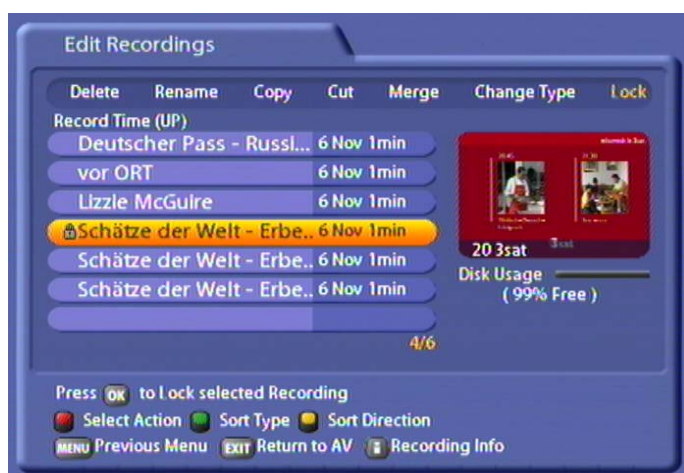 Edit Recordings
Delete Rename Copy Cut Merge Change Type Lock
Record Time (UP)
Deutscher Pass - Russl... 6 Nov 1min
vor ORT 6 Nov 1min
Lizzie McGuire 6 Nov 1min
Schätze der Welt - Erbe.. 6 Nov 1min
Schätze der Welt - Erbe.. 6 Nov 1min
Schätze der Welt - Erbe.. 6 Nov 1min
20 3sat
3sat
Disk Usage
( 99% Free )
4/6
Press OK to Lock selected Recording
Select Action Sort Type Sort Direction
MENU Previous Menu EXIT Return to AV i Recording Info